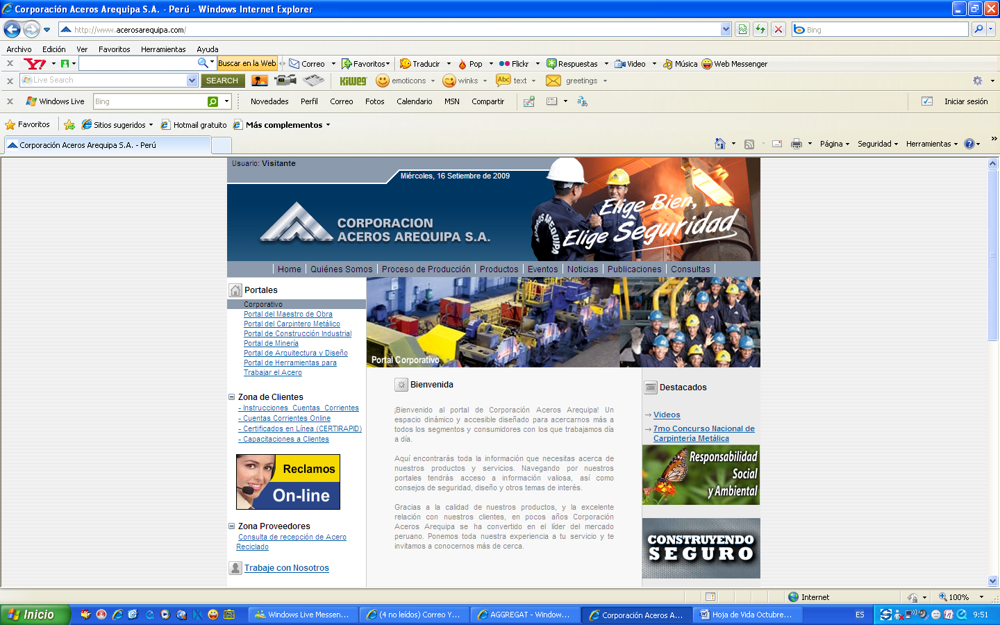 Corporación Aceros Arequipa S.A. - Perú - Windows Internet Explorer
http://www.acerosarequipa.com/
Bing
Archivo Edición Ver Favoritos Herramientas Ayuda
Buscar en la Web Correo Favoritos Traducir Pop Flickr Respuestas Video Música Web Messenger
Live Search SEARCH KIWEE emoticons winks Abc text greetings
Windows Live Bing Novedades Perfil Correo Fotos Calendario MSN Compartir Iniciar sesión
Favoritos Sitios sugeridos Hotmail gratuito Más complementos
Corporación Aceros Arequipa S.A. - Perú Página Seguridad Herramientas
Usuario: Visitante
Miércoles, 16 Setiembre de 2009
CORPORACION
ACEROS AREQUIPA S.A.
ACEROS AREQUIPA
Elige Bien,
Elige Seguridad
Home Quiénes Somos Proceso de Producción Productos Eventos Noticias Publicaciones Consultas
Portales
Corporativo
Portal del Maestro de Obra
Portal del Carpintero Metálico
Portal de Construcción Industrial
Portal de Minería
Portal de Arquitectura y Diseño
Portal de Herramientas para
Trabajar el Acero
Zona de Clientes
- Instrucciones Cuentas Corrientes
- Cuentas Corrientes Online
- Certificados en Línea (CERTIRAPID)
- Capacitaciones a Clientes
Reclamos
On-line
Zona Proveedores
Consulta de recepción de Acero
Reciclado
Trabaje con Nosotros
Portal Corporativo
Bienvenida
¡Bienvenido al portal de Corporación Aceros Arequipa! Un
espacio dinámico y accesible diseñado para acercarnos más a
todos los segmentos y consumidores con los que trabajamos día
a día.
Aquí encontrarás toda la información que necesitas acerca de
nuestros productos y servicios. Navegando por nuestros
portales tendrás acceso a información valiosa, así como
consejos de seguridad, diseño y otros temas de interés.
Gracias a la calidad de nuestros productos, y la excelente
relación con nuestros clientes, en pocos años Corporación
Aceros Arequipa se ha convertido en el líder del mercado
peruano. Ponemos toda nuestra experiencia a tu servicio y te
invitamos a conocernos más de cerca.
Destacados
Videos
7mo Concurso Nacional de
Carpintería Metálica
Responsabilidad
Social
y Ambiental
CONSTRUYENDO
SEGURO
Internet 100%
Inicio Windows Live Messen... (4 no leídos) Correo Y... AGGREGAT - Window... Corporación Aceros A... Hoja de Vida Octubre... ES 9:51